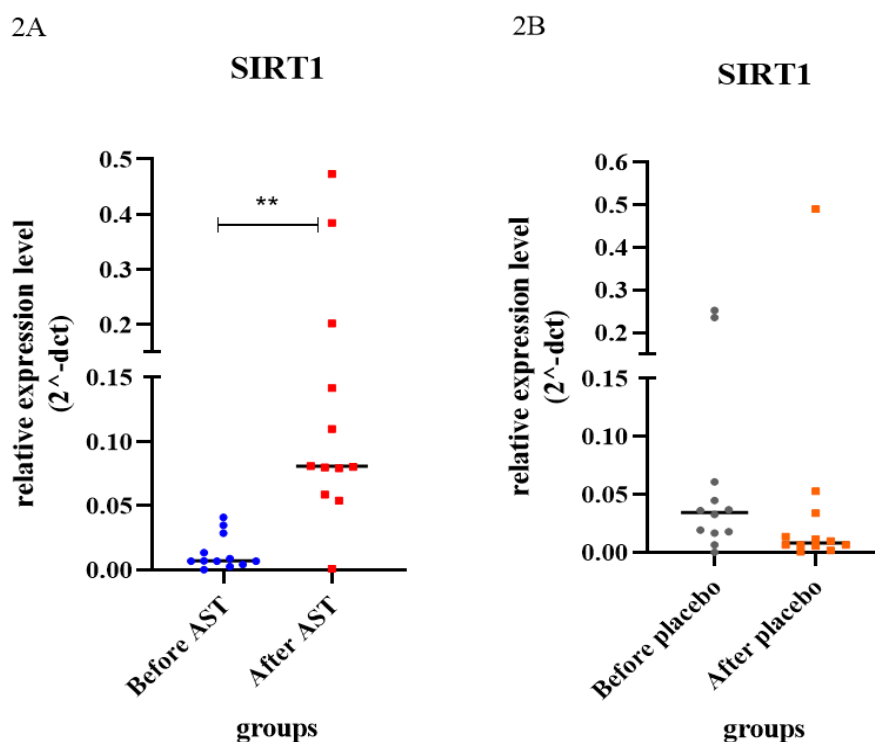 2A
SIRT1
relative expression level
(2^-dct)
0.5
0.4
0.3
0.2
0.15
0.10
0.05
0.00
**
Before AST
After AST
groups
2B
SIRT1
relative expression level
(2^-dct)
0.6
0.5
0.4
0.3
0.2
0.15
0.10
0.05
0.00
Before placebo
After placebo
groups